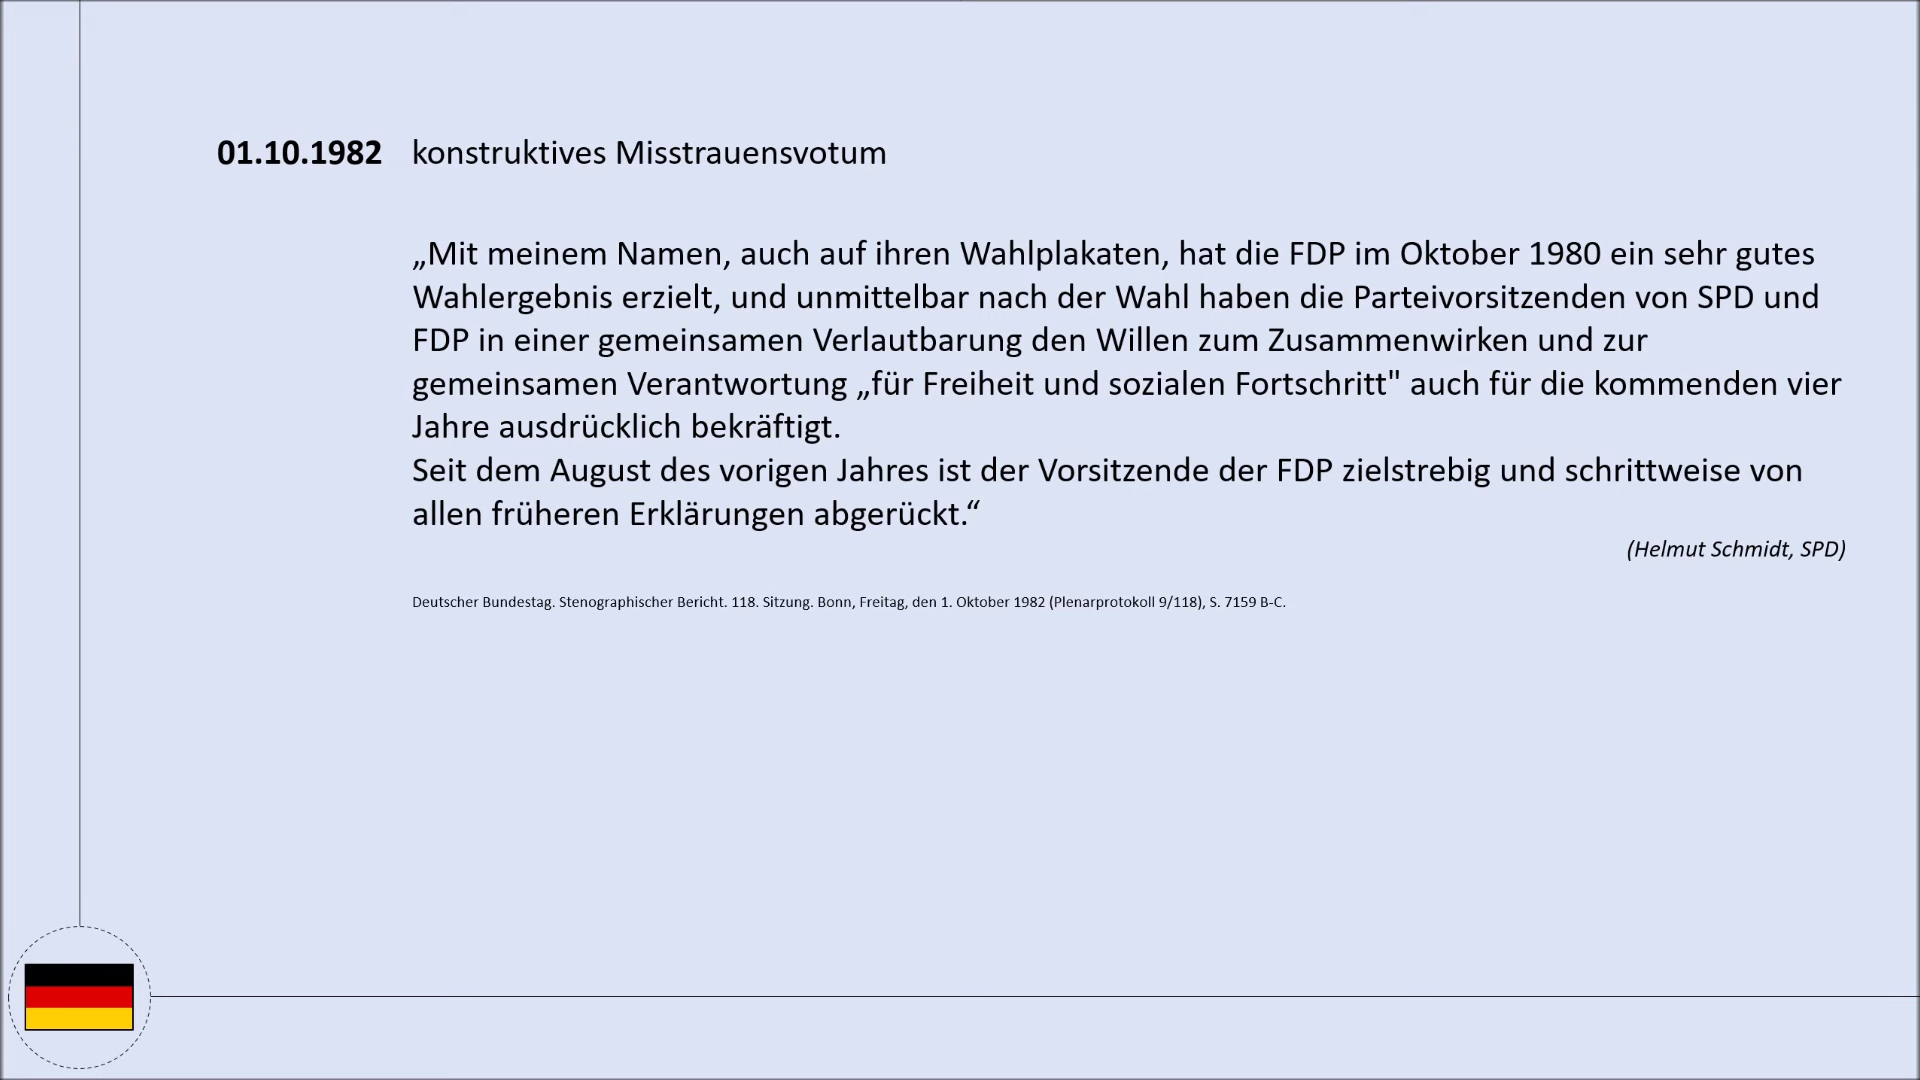 01.10.1982 konstruktives Misstrauensvotum
„Mit meinem Namen, auch auf ihren Wahlplakaten, hat die FDP im Oktober 1980 ein sehr gutes
Wahlergebnis erzielt, und unmittelbar nach der Wahl haben die Parteivorsitzenden von SPD und
FDP in einer gemeinsamen Verlautbarung den Willen zum Zusammenwirken und zur
gemeinsamen Verantwortung „für Freiheit und sozialen Fortschritt" auch für die kommenden vier
Jahre ausdrücklich bekräftigt.
Seit dem August des vorigen Jahres ist der Vorsitzende der FDP zielstrebig und schrittweise von
allen früheren Erklärungen abgerückt.“
(Helmut Schmidt, SPD)
Deutscher Bundestag. Stenographischer Bericht. 118. Sitzung. Bonn, Freitag, den 1. Oktober 1982 (Plenarprotokoll 9/118), S. 7159 B-C.